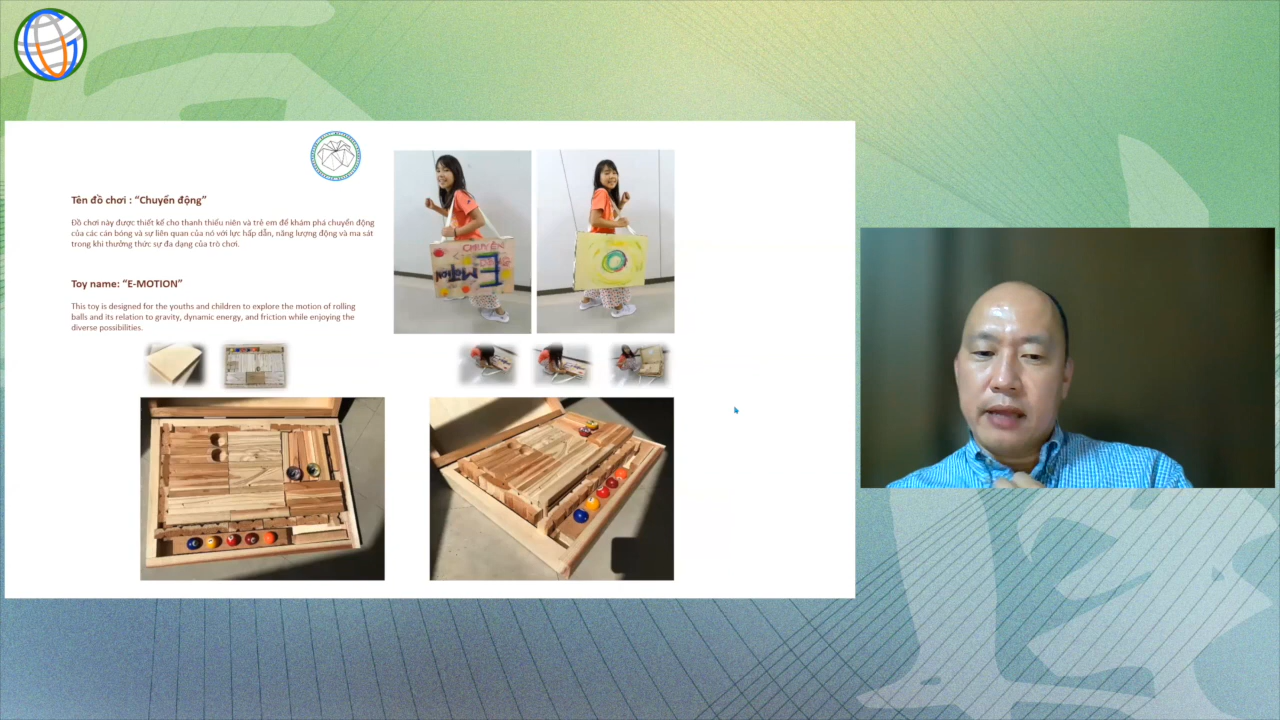 Tên đồ chơi : “Chuyển động”
Đồ chơi này được thiết kế cho thanh thiếu niên và trẻ em để khám phá chuyển động
của các cán bóng và sự liên quan của nó với lực hấp dẫn, năng lượng động và ma sát
trong khi thưởng thức sự đa dạng của trò chơi.
Toy name: “E-MOTION”
This toy is designed for the youths and children to explore the motion of rolling
balls and its relation to gravity, dynamic energy, and friction while enjoying the
diverse possibilities.
CHUYỂN
ĐỘNG
E
MOTION